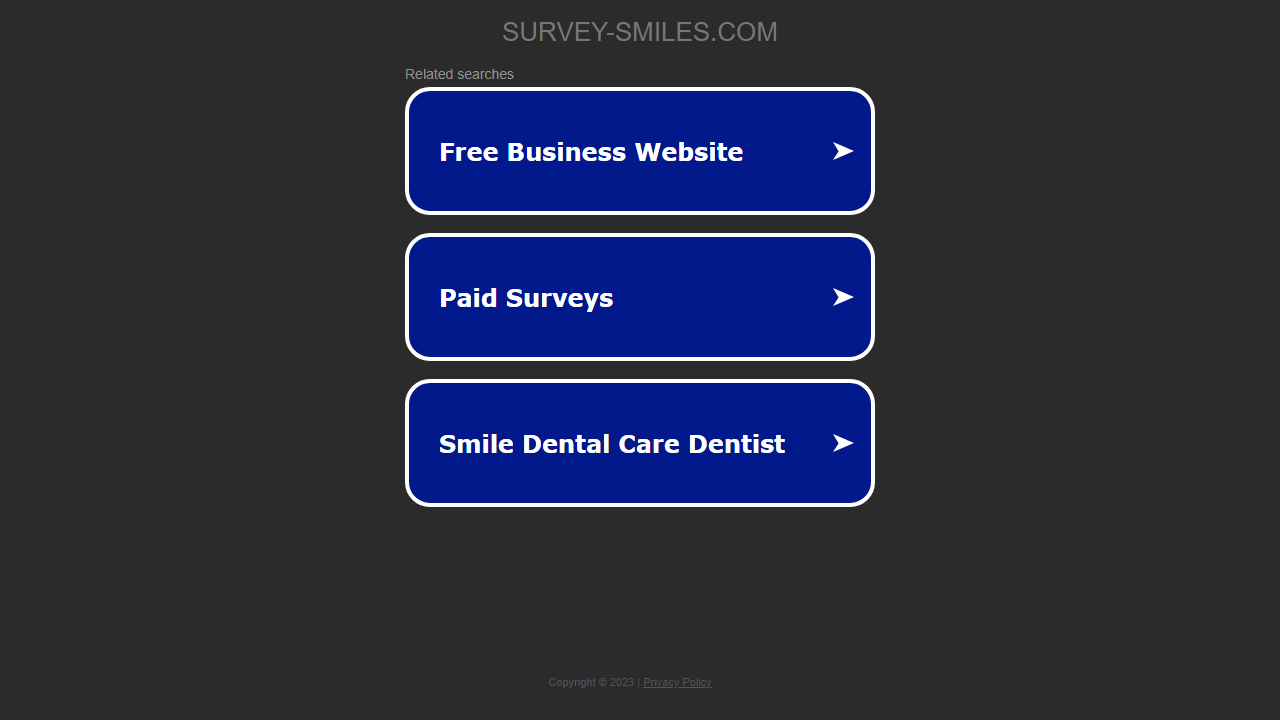 SURVEY-SMILES.COM
Related searches
Free Business Website
Paid Surveys
Smile Dental Care Dentist
Copyright © 2023 | Privacy Policy